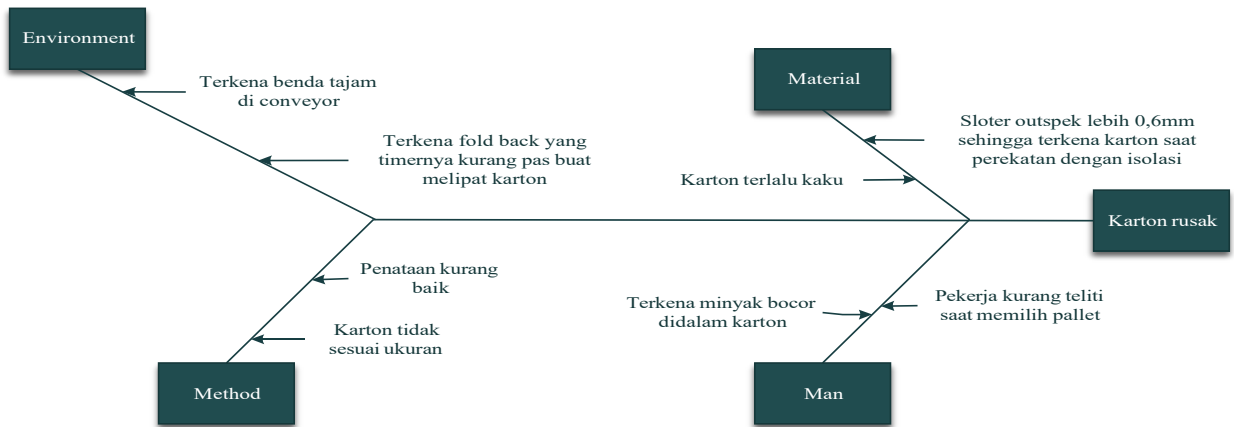 Environment
Terkena benda tajam
di conveyor
Terkena fold back yang
timernya kurang pas buat
melipat karton
Material
Sloter outspek lebih 0,6mm
sehingga terkena karton saat
perekatan dengan isolasi
Karton terlalu kaku
Karton rusak
Penataan kurang
baik
Karton tidak
sesuai ukuran
Method
Terkena minyak bocor
didalam karton
Pekerja kurang teliti
saat memilih pallet
Man